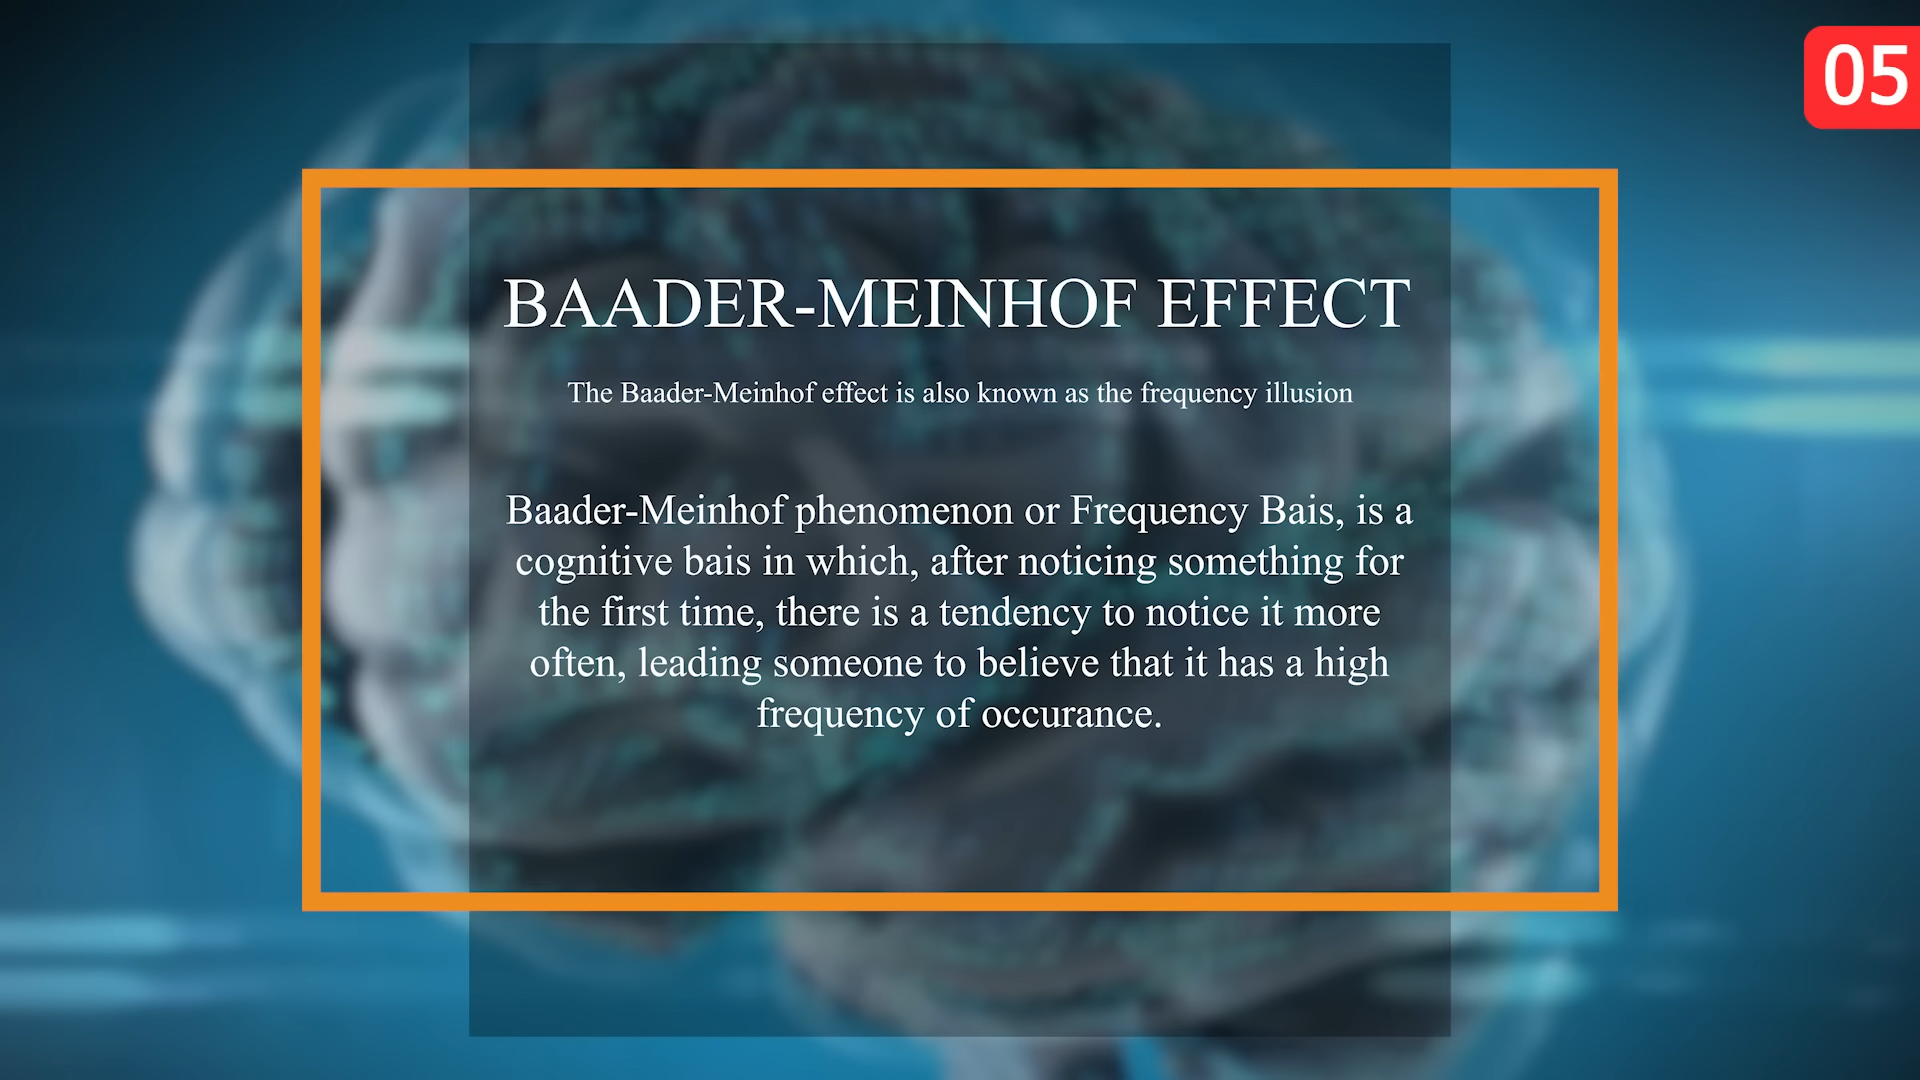 05
BAADER-MEINHOF EFFECT
The Baader-Meinhof effect is also known as the frequency illusion
Baader-Meinhof phenomenon or Frequency Bais, is a
cognitive bais in which, after noticing something for
the first time, there is a tendency to notice it more
often, leading someone to believe that it has a high
frequency of occurance.